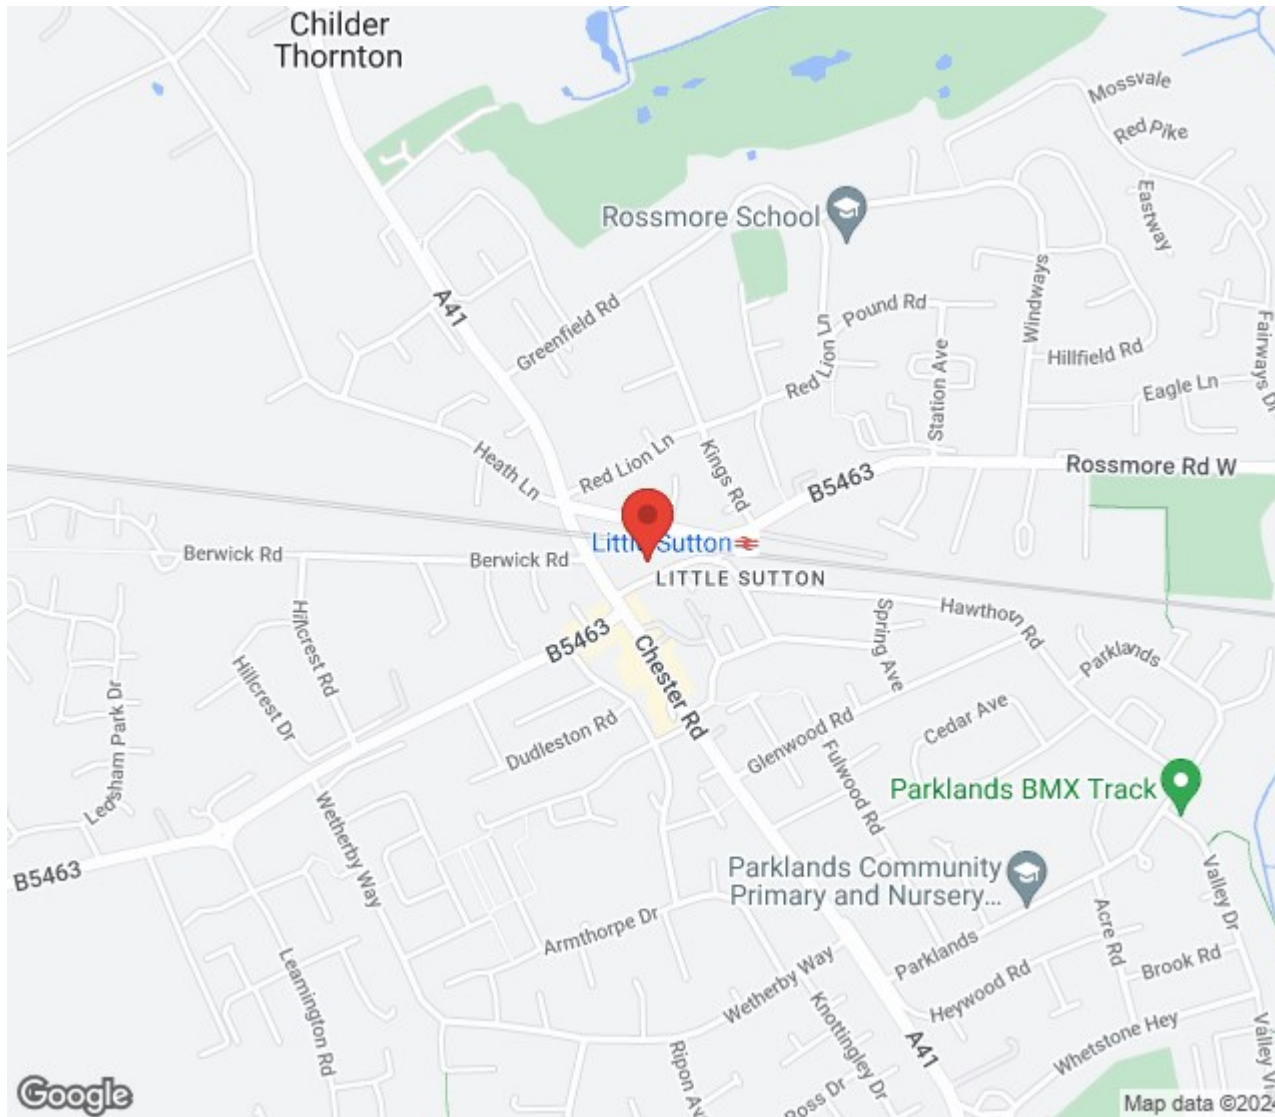 Childer
Thornton
Mossvale
Red Pike
Eastway
Rossmore School
A41
Windways
Greenfield Rd
Pound Rd
Red Lion Ln
Station Ave
Hillfield Rd
Fairways Dr
Eagle Ln
Heath Ln
Red Lion Ln
Kings Rd
B5463
Rossmore Rd W
Little Sutton
Berwick Rd
Berwick Rd
LITTLE SUTTON
Hillcrest Rd
Hillcrest Dr
B5463
Chester Rd
Spring Ave
Hawthorn Rd
Parklands
Ledsham Park Dr
Dudleston Rd
Glenwood Rd
Cedar Ave
Fulwood Rd
Parklands BMX Track
B5463
Wetherby Way
Parklands Community
Primary and Nursery...
Valley Dr
Armthorpe Dr
Acre Rd
Parklands
Brook Rd
Leamington Rd
Wetherby Way
Heywood Rd
Knottingley Dr
A41
Whetstone Hey
Ripon Av
Ross Dr
Google
Map data ©2024